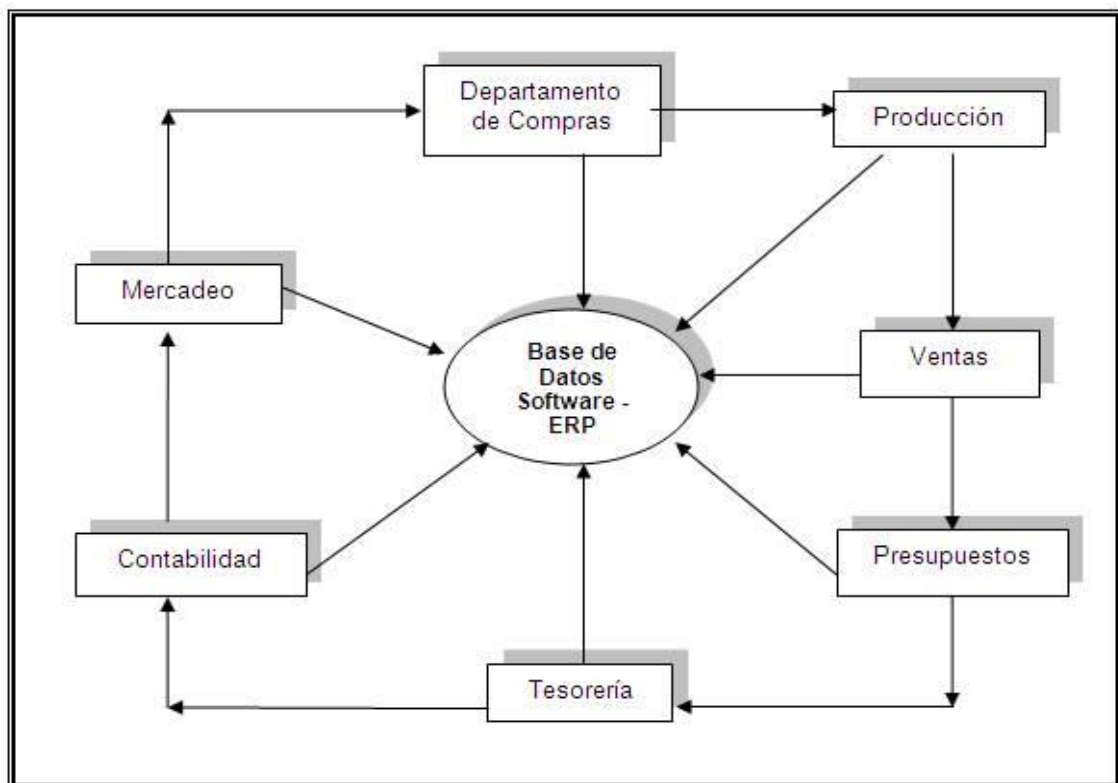 Departamento
de Compras
Producción
Mercadeo
Base de
Datos
Software -
ERP
Ventas
Contabilidad
Presupuestos
Tesorería